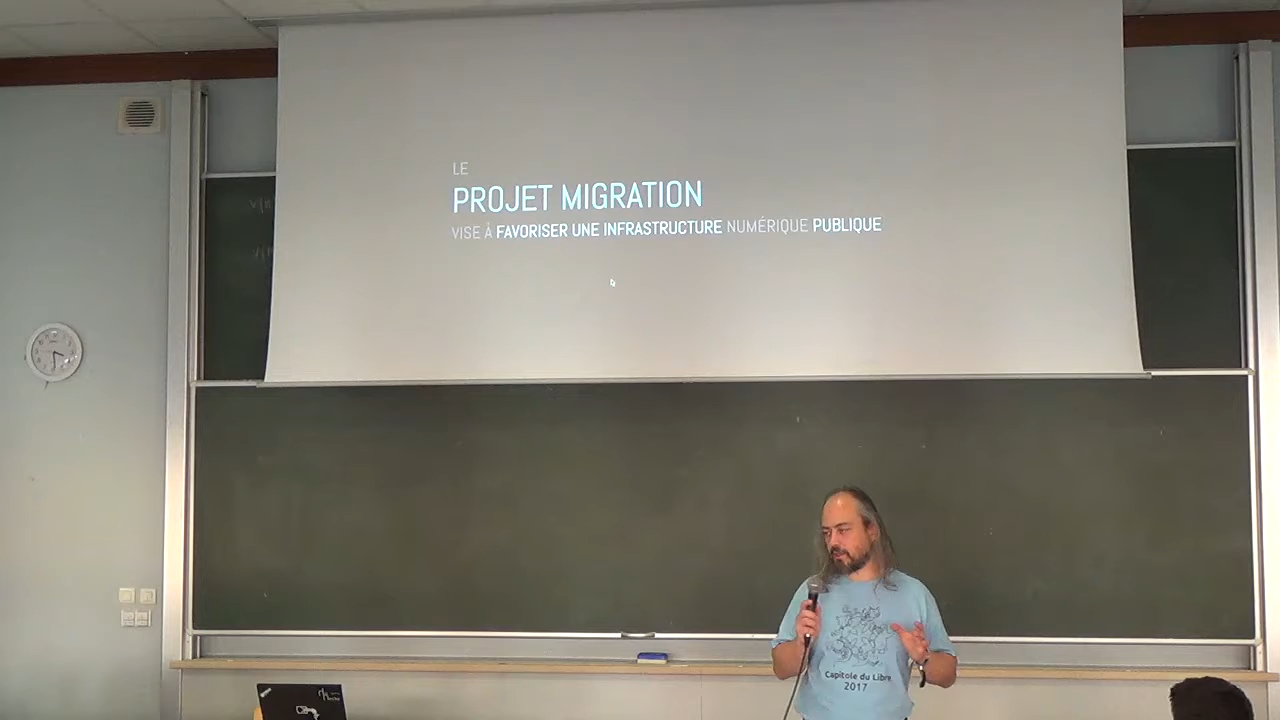 LE
PROJET MIGRATION
VISE À FAVORISER UNE INFRASTRUCTURE NUMÉRIQUE PUBLIQUE
Capitole du Libre
2017